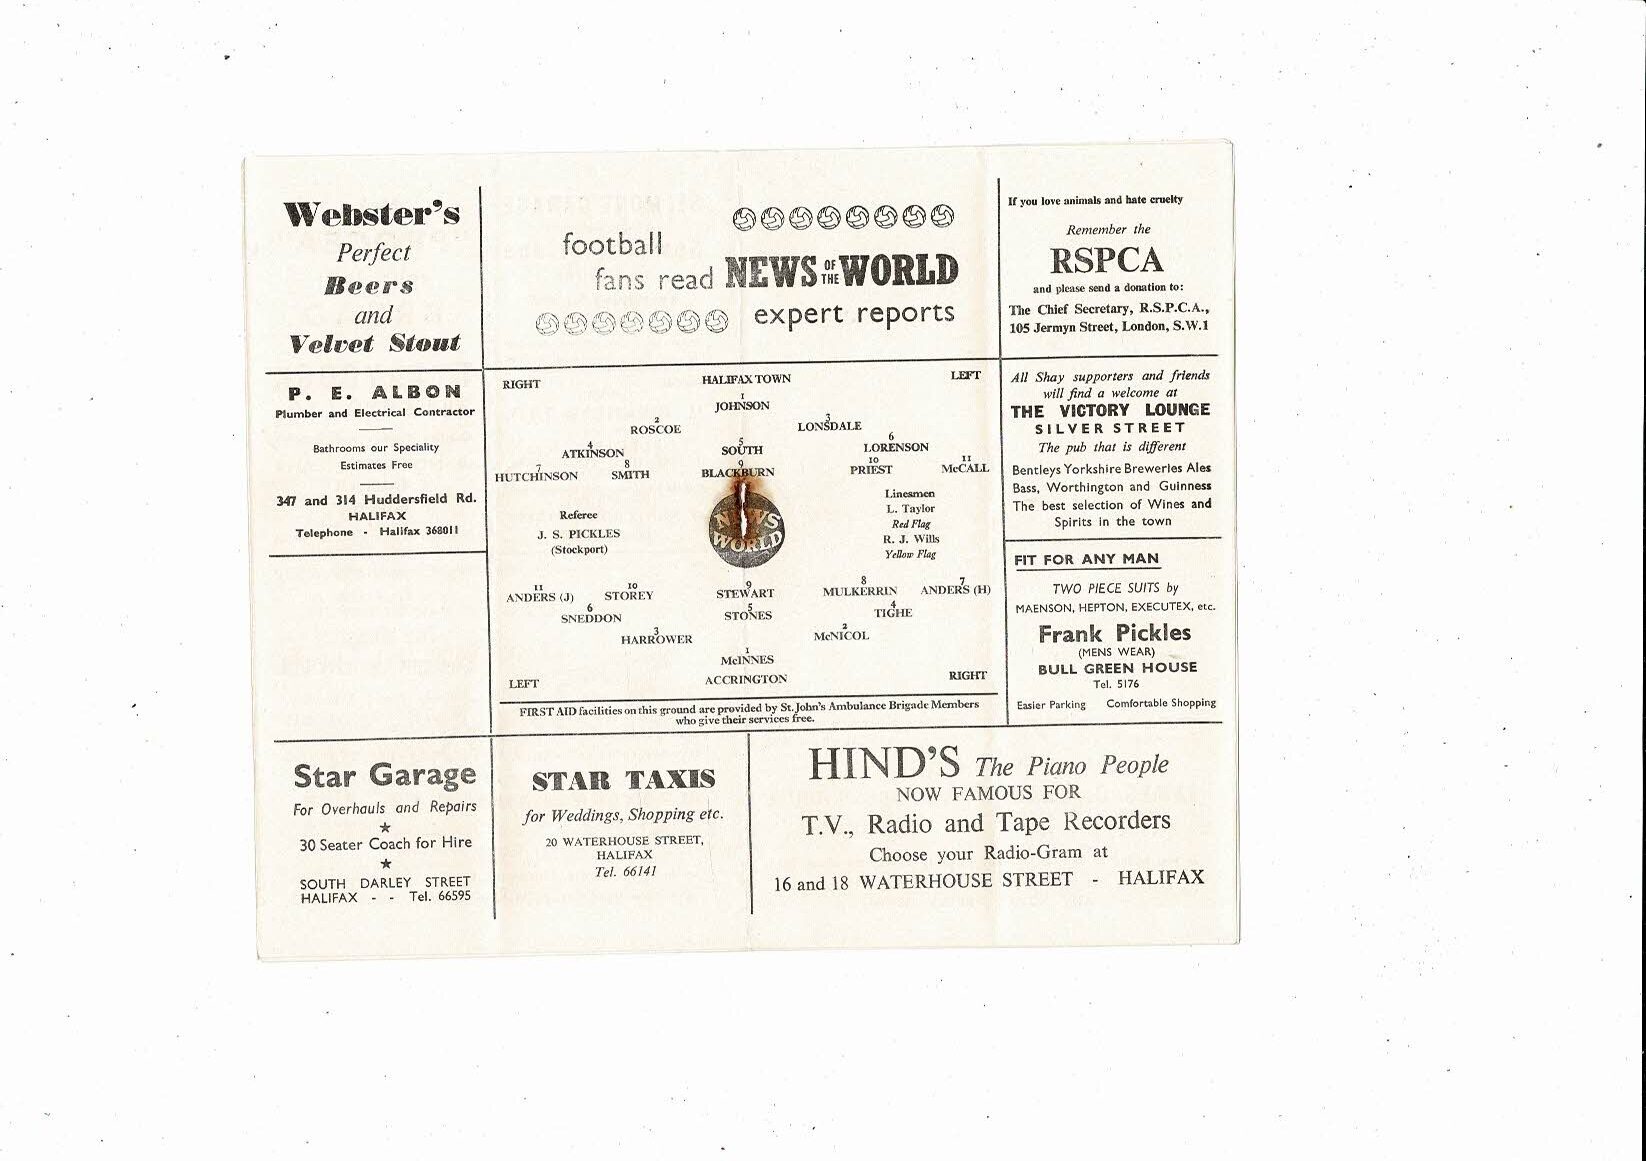 Webster's
Perfect
Beers
and
Velvet Stout
football
fans read NEWS OF THE WORLD
expert reports
If you love animals and hate cruelty
Remember the
RSPCA
and please send a donation to:
The Chief Secretary, R.S.P.C.A.,
105 Jermyn Street, London, S.W.1
P. E. ALBON
Plumber and Electrical Contractor
Bathrooms our Speciality
Estimates Free
347 and 314 Huddersfield Rd.
HALIFAX
Telephone - Halifax 368011
RIGHT HALIFAX TOWN LEFT
1
JOHNSON
2 3
ROSCOE LONSDALE
4 5 6
ATKINSON SOUTH LORENSON
7 8 9 10 11
HUTCHINSON SMITH BLACKBURN PRIEST McCALL
Referee
J. S. PICKLES
(Stockport)
NEWS
WORLD
Linesmen
L. Taylor
Red Flag
R. J. Wills
Yellow Flag
11 10 9 8 7
ANDERS (J) STOREY STEWART MULKERRIN ANDERS (H)
6 5 4
SNEDDON STONES TIGHE
3 2
HARROWER McNICOL
1
McINNES
LEFT ACCRINGTON RIGHT
FIRST AID facilities on this ground are provided by St. John's Ambulance Brigade Members
who give their services free.
All Shay supporters and friends
will find a welcome at
THE VICTORY LOUNGE
SILVER STREET
The pub that is different
Bentleys Yorkshire Breweries Ales
Bass, Worthington and Guinness
The best selection of Wines and
Spirits in the town
FIT FOR ANY MAN
TWO PIECE SUITS by
MAENSON, HEPTON, EXECUTEX, etc.
Frank Pickles
(MENS WEAR)
BULL GREEN HOUSE
Tel. 5176
Easier Parking Comfortable Shopping
Star Garage
For Overhauls and Repairs
★
30 Seater Coach for Hire
★
SOUTH DARLEY STREET
HALIFAX - - Tel. 66595
STAR TAXIS
for Weddings, Shopping etc.
20 WATERHOUSE STREET,
HALIFAX
Tel. 66141
HIND'S The Piano People
NOW FAMOUS FOR
T.V., Radio and Tape Recorders
Choose your Radio-Gram at
16 and 18 WATERHOUSE STREET - HALIFAX